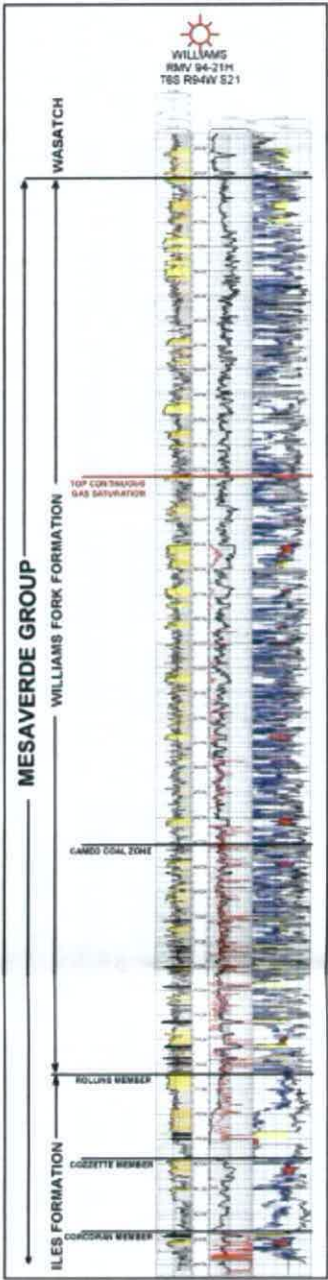 WILLIAMS
RMV 94-21H
T6S R94W S21
WASATCH
MESAVERDE GROUP
WILLIAMS FORK FORMATION
TOP CONTINUOUS
GAS SATURATION
CAMEO COAL ZONE
ROLLINS MEMBER
COZZETTE MEMBER
CORCORAN MEMBER
ILES FORMATION